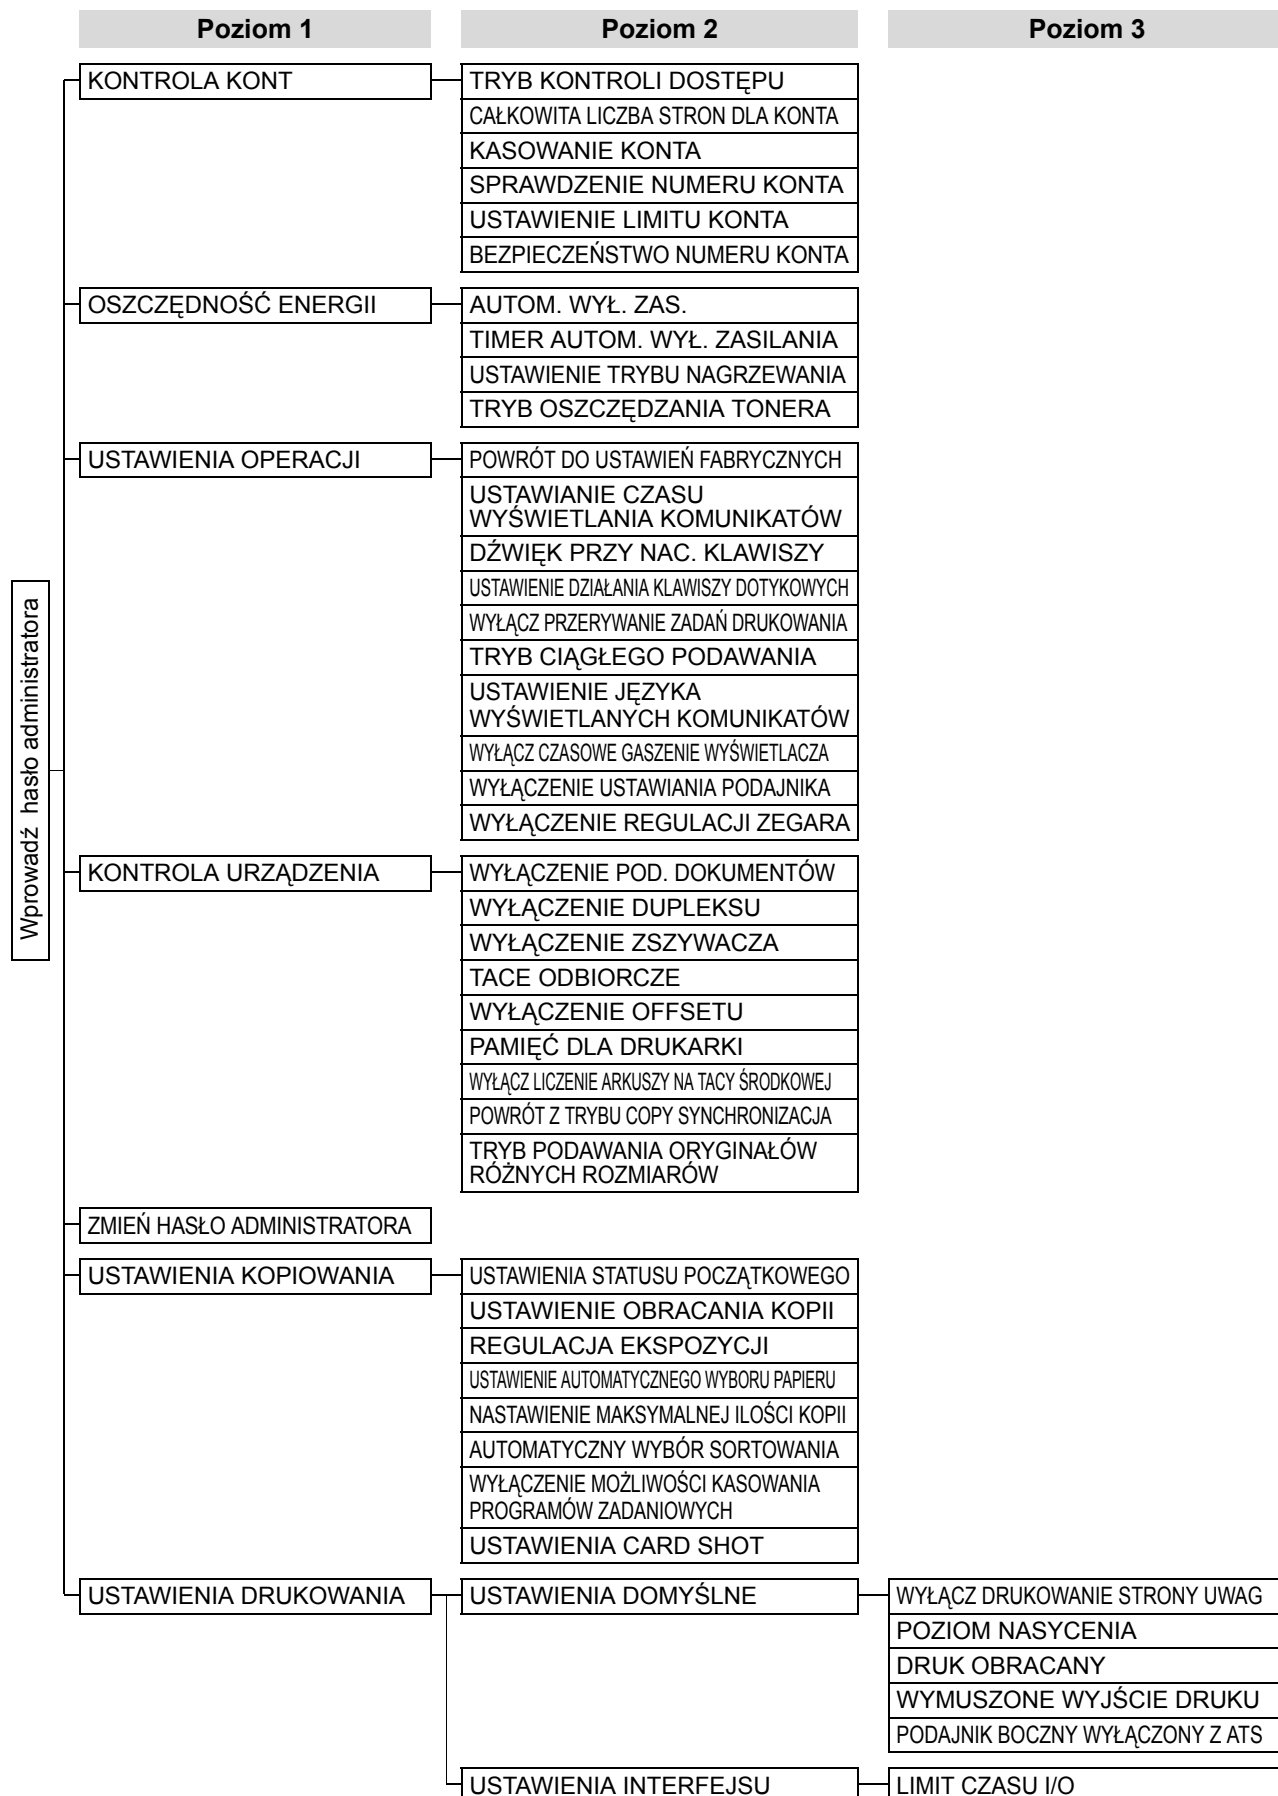 Poziom 1
Poziom 2
Poziom 3
Wprowadź hasło administratora
KONTROLA KONT
TRYB KONTROLI DOSTĘPU
CAŁKOWITA LICZBA STRON DLA KONTA
KASOWANIE KONTA
SPRAWDZENIE NUMERU KONTA
USTAWIENIE LIMITU KONTA
BEZPIECZEŃSTWO NUMERU KONTA
OSZCZĘDNOŚĆ ENERGII
AUTOM. WYŁ. ZAS.
TIMER AUTOM. WYŁ. ZASILANIA
USTAWIENIE TRYBU NAGRZEWANIA
TRYB OSZCZĘDZANIA TONERA
USTAWIENIA OPERACJI
POWRÓT DO USTAWIEŃ FABRYCZNYCH
USTAWIANIE CZASU
WYŚWIETLANIA KOMUNIKATÓW
DŹWIĘK PRZY NAC. KLAWISZY
USTAWIENIE DZIAŁANIA KLAWISZY DOTYKOWYCH
WYŁĄCZ PRZERYWANIE ZADAŃ DRUKOWANIA
TRYB CIĄGŁEGO PODAWANIA
USTAWIENIE JĘZYKA
WYŚWIETLANYCH KOMUNIKATÓW
WYŁĄCZ CZASOWE GASZENIE WYŚWIETLACZA
WYŁĄCZENIE USTAWIANIA PODAJNIKA
WYŁĄCZENIE REGULACJI ZEGARA
KONTROLA URZĄDZENIA
WYŁĄCZENIE POD. DOKUMENTÓW
WYŁĄCZENIE DUPLEKSU
WYŁĄCZENIE ZSZYWACZA
TACE ODBIORCZE
WYŁĄCZENIE OFFSETU
PAMIĘĆ DLA DRUKARKI
WYŁĄCZ LICZENIE ARKUSZY NA TACY ŚRODKOWEJ
POWRÓT Z TRYBU COPY SYNCHRONIZACJA
TRYB PODAWANIA ORYGINAŁÓW
RÓŻNYCH ROZMIARÓW
ZMIEŃ HASŁO ADMINISTRATORA
USTAWIENIA KOPIOWANIA
USTAWIENIA STATUSU POCZĄTKOWEGO
USTAWIENIE OBRACANIA KOPII
REGULACJA EKSPOZYCJI
USTAWIENIE AUTOMATYCZNEGO WYBORU PAPIERU
NASTAWIENIE MAKSYMALNEJ ILOŚCI KOPII
AUTOMATYCZNY WYBÓR SORTOWANIA
WYŁĄCZENIE MOŻLIWOŚCI KASOWANIA
PROGRAMÓW ZADANIOWYCH
USTAWIENIA CARD SHOT
USTAWIENIA DRUKOWANIA
USTAWIENIA DOMYŚLNE
WYŁĄCZ DRUKOWANIE STRONY UWAG
POZIOM NASYCENIA
DRUK OBRACANY
WYMUSZONE WYJŚCIE DRUKU
PODAJNIK BOCZNY WYŁĄCZONY Z ATS
USTAWIENIA INTERFEJSU
LIMIT CZASU I/O